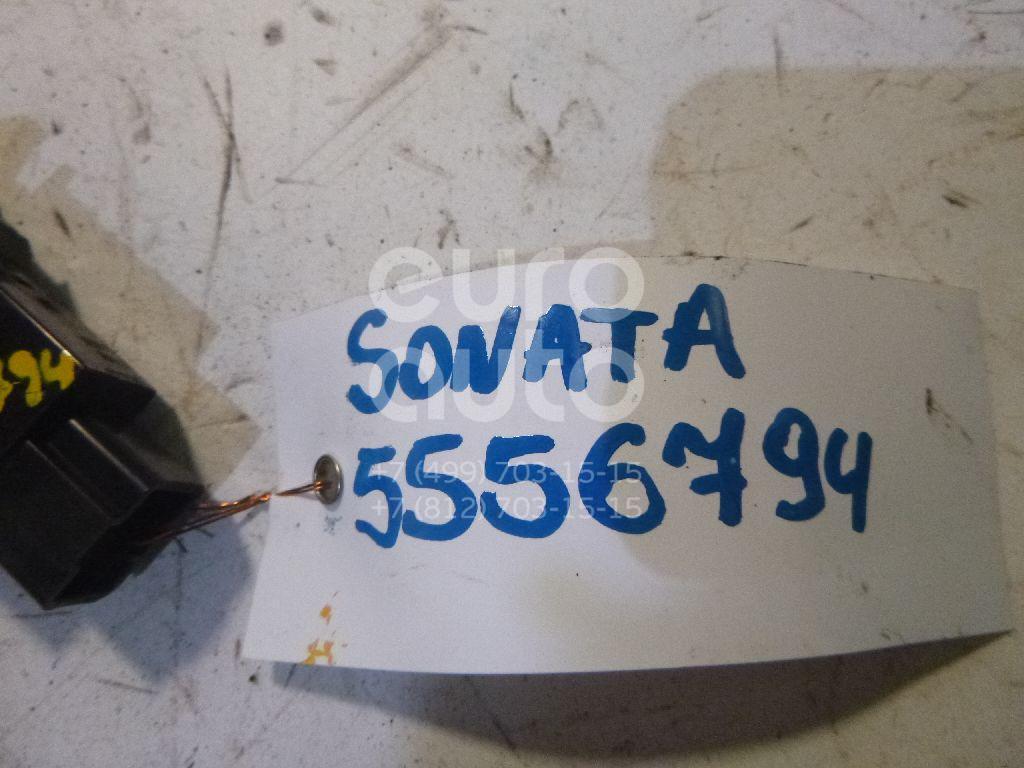 euro
SONATA
auto
5556794
+7 (499) 703-15-15
+7 (812) 703-15-15